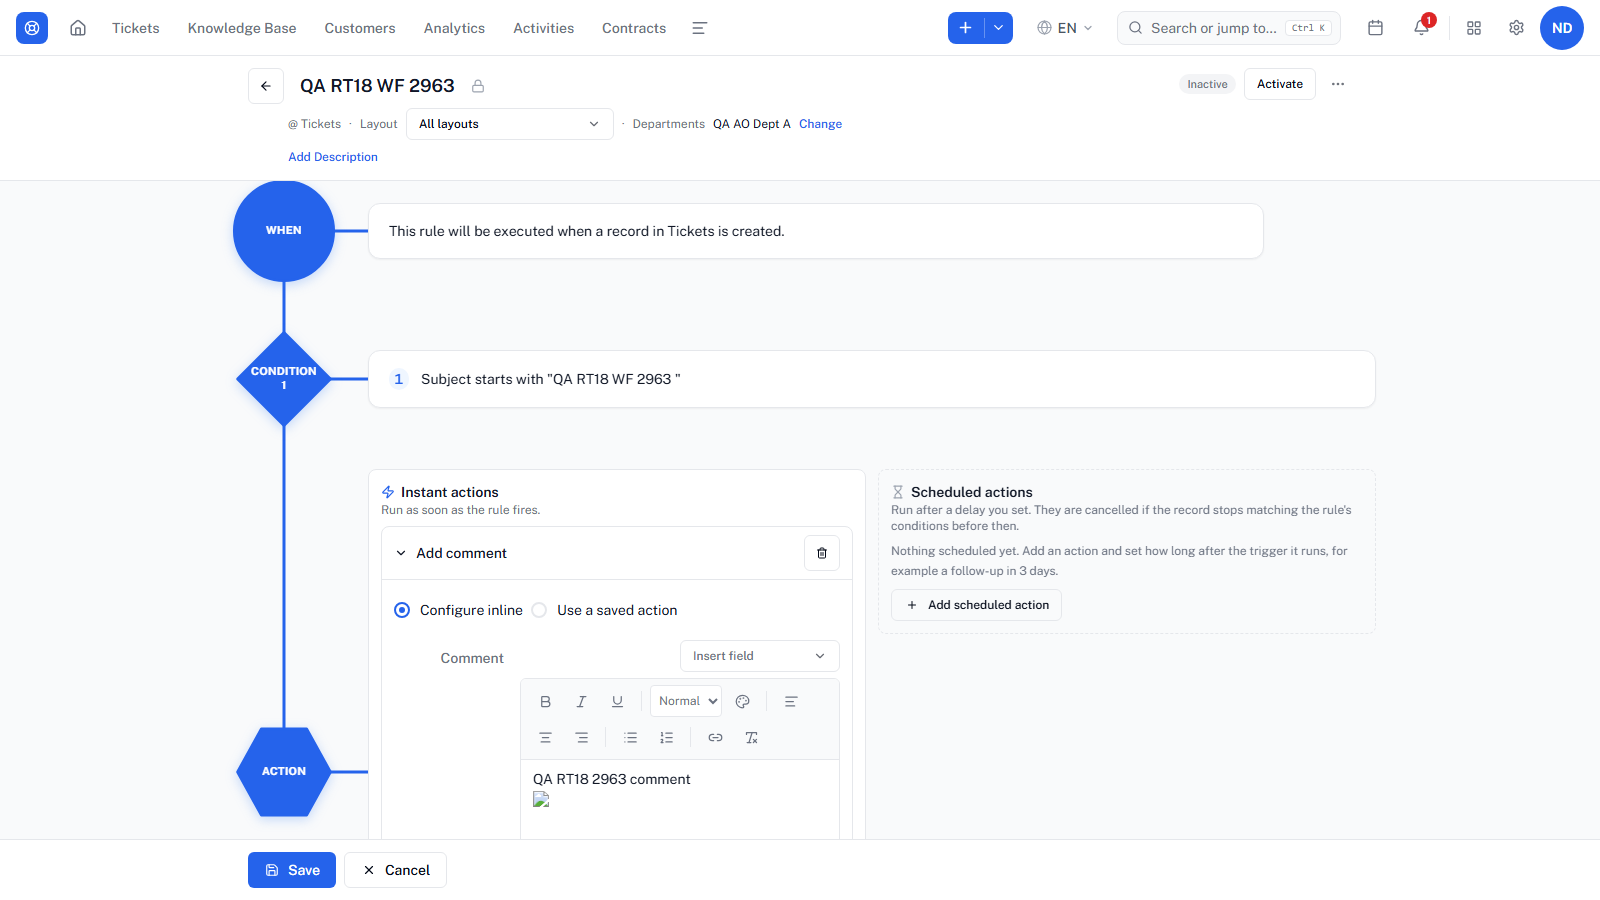 Tickets
Knowledge Base
Customers
Analytics
Activities
Contracts
EN
Search or jump to...
Ctrl K
1
ND
QA RT18 WF 2963
Inactive
Activate
@ Tickets · Layout
All layouts
· Departments QA AO Dept A Change
Add Description
WHEN
This rule will be executed when a record in Tickets is created.
CONDITION
1
1
Subject starts with "QA RT18 WF 2963 "
Instant actions
Run as soon as the rule fires.
Add comment
Configure inline
Use a saved action
Comment
Insert field
B I U
Normal
QA RT18 2963 comment
Scheduled actions
Run after a delay you set. They are cancelled if the record stops matching the rule's
conditions before then.
Nothing scheduled yet. Add an action and set how long after the trigger it runs, for
example a follow-up in 3 days.
Add scheduled action
ACTION
Save
Cancel